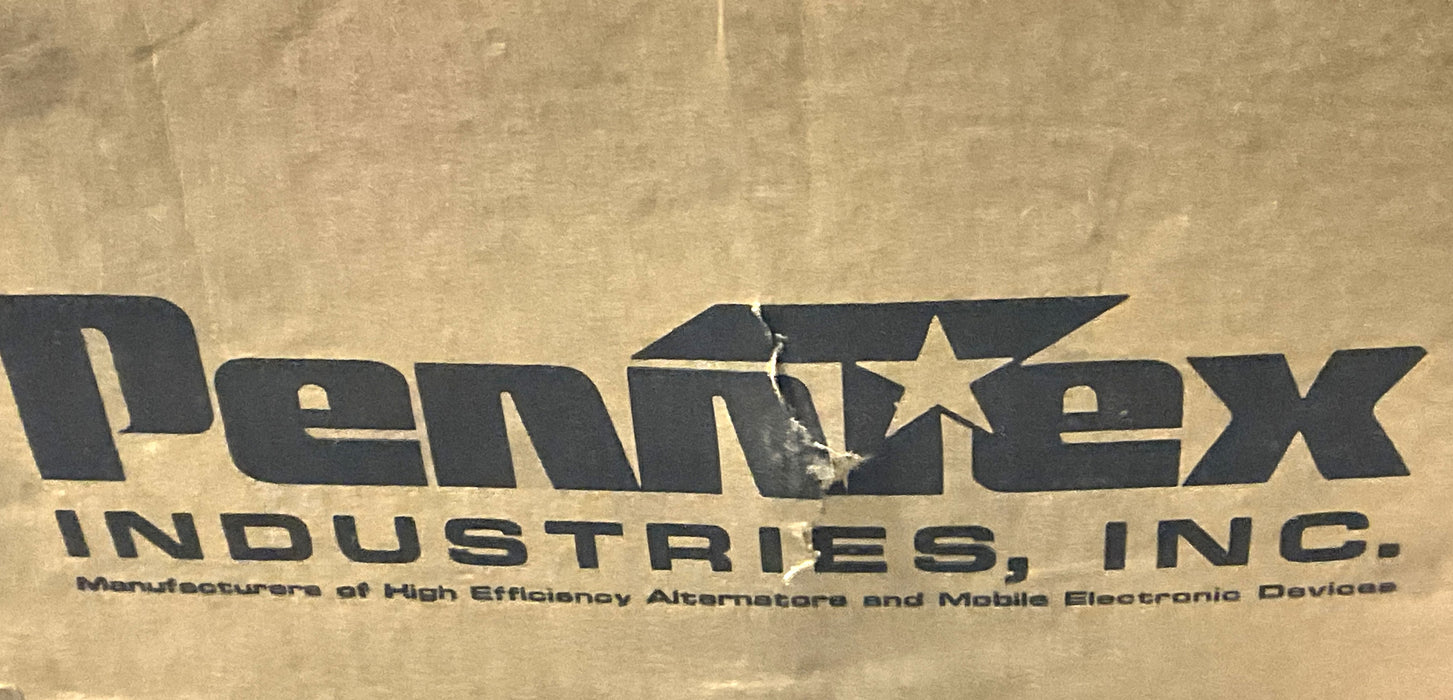 PennTex
INDUSTRIES, INC.
Manufacturers of High Efficiency Alternators and Mobile Electronic Devices